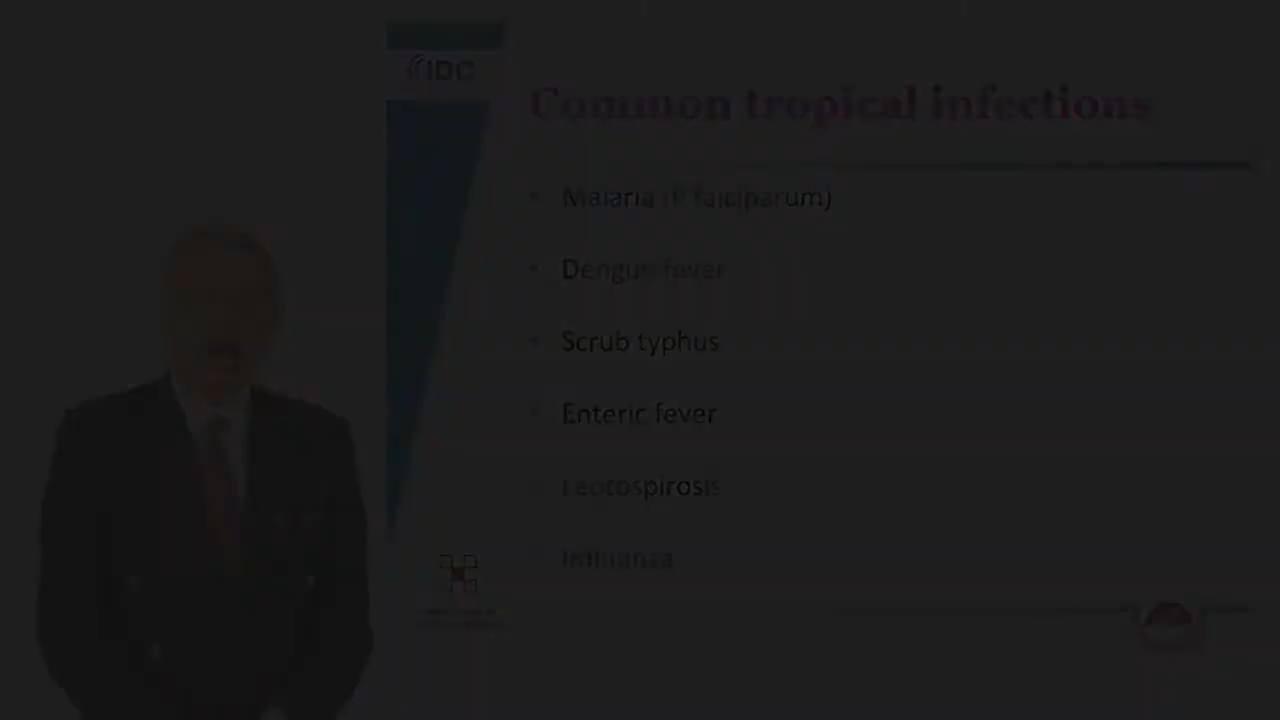 IDC
Common tropical infections
• Malaria (P falciparum)
• Dengue fever
• Scrub typhus
• Enteric fever
• Leptospirosis
• Influenza